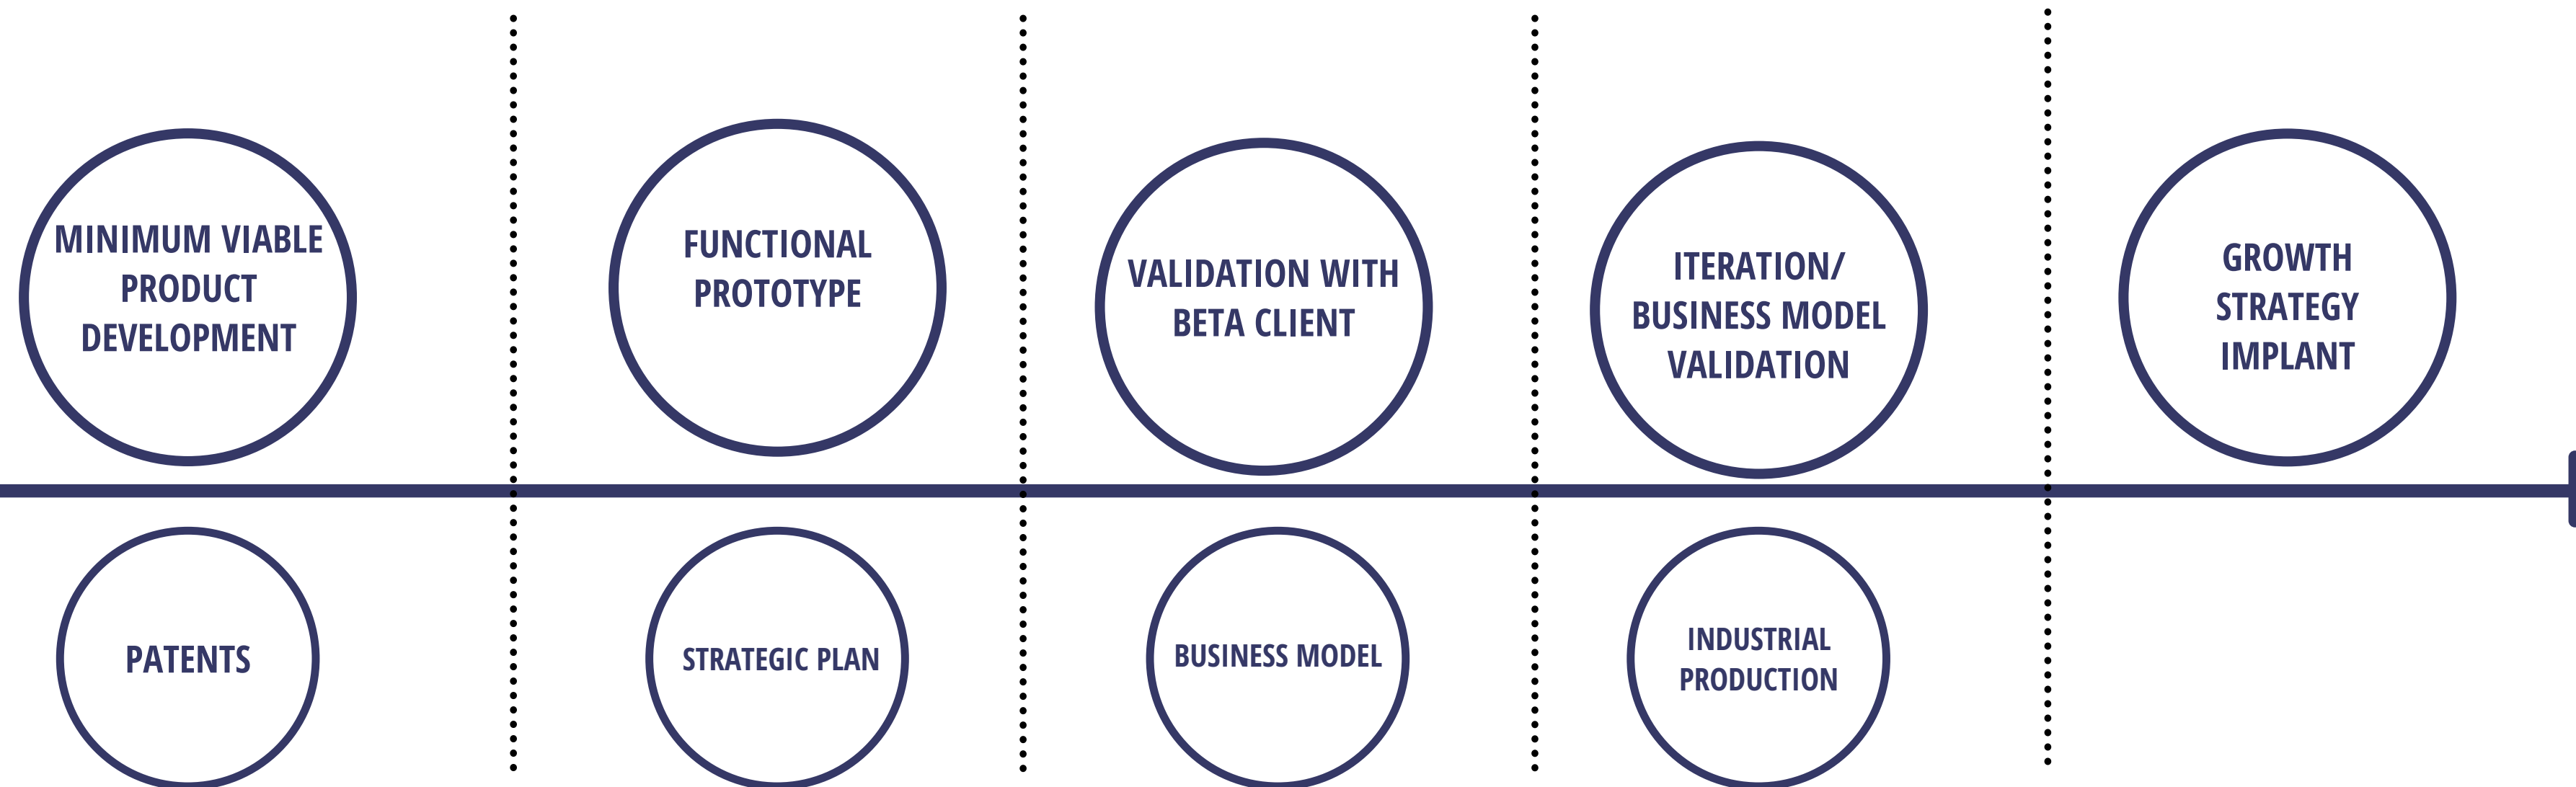 MINIMUM VIABLE
PRODUCT
DEVELOPMENT
FUNCTIONAL
PROTOTYPE
VALIDATION WITH
BETA CLIENT
ITERATION/
BUSINESS MODEL
VALIDATION
GROWTH
STRATEGY
IMPLANT
PATENTS
STRATEGIC PLAN
BUSINESS MODEL
INDUSTRIAL
PRODUCTION